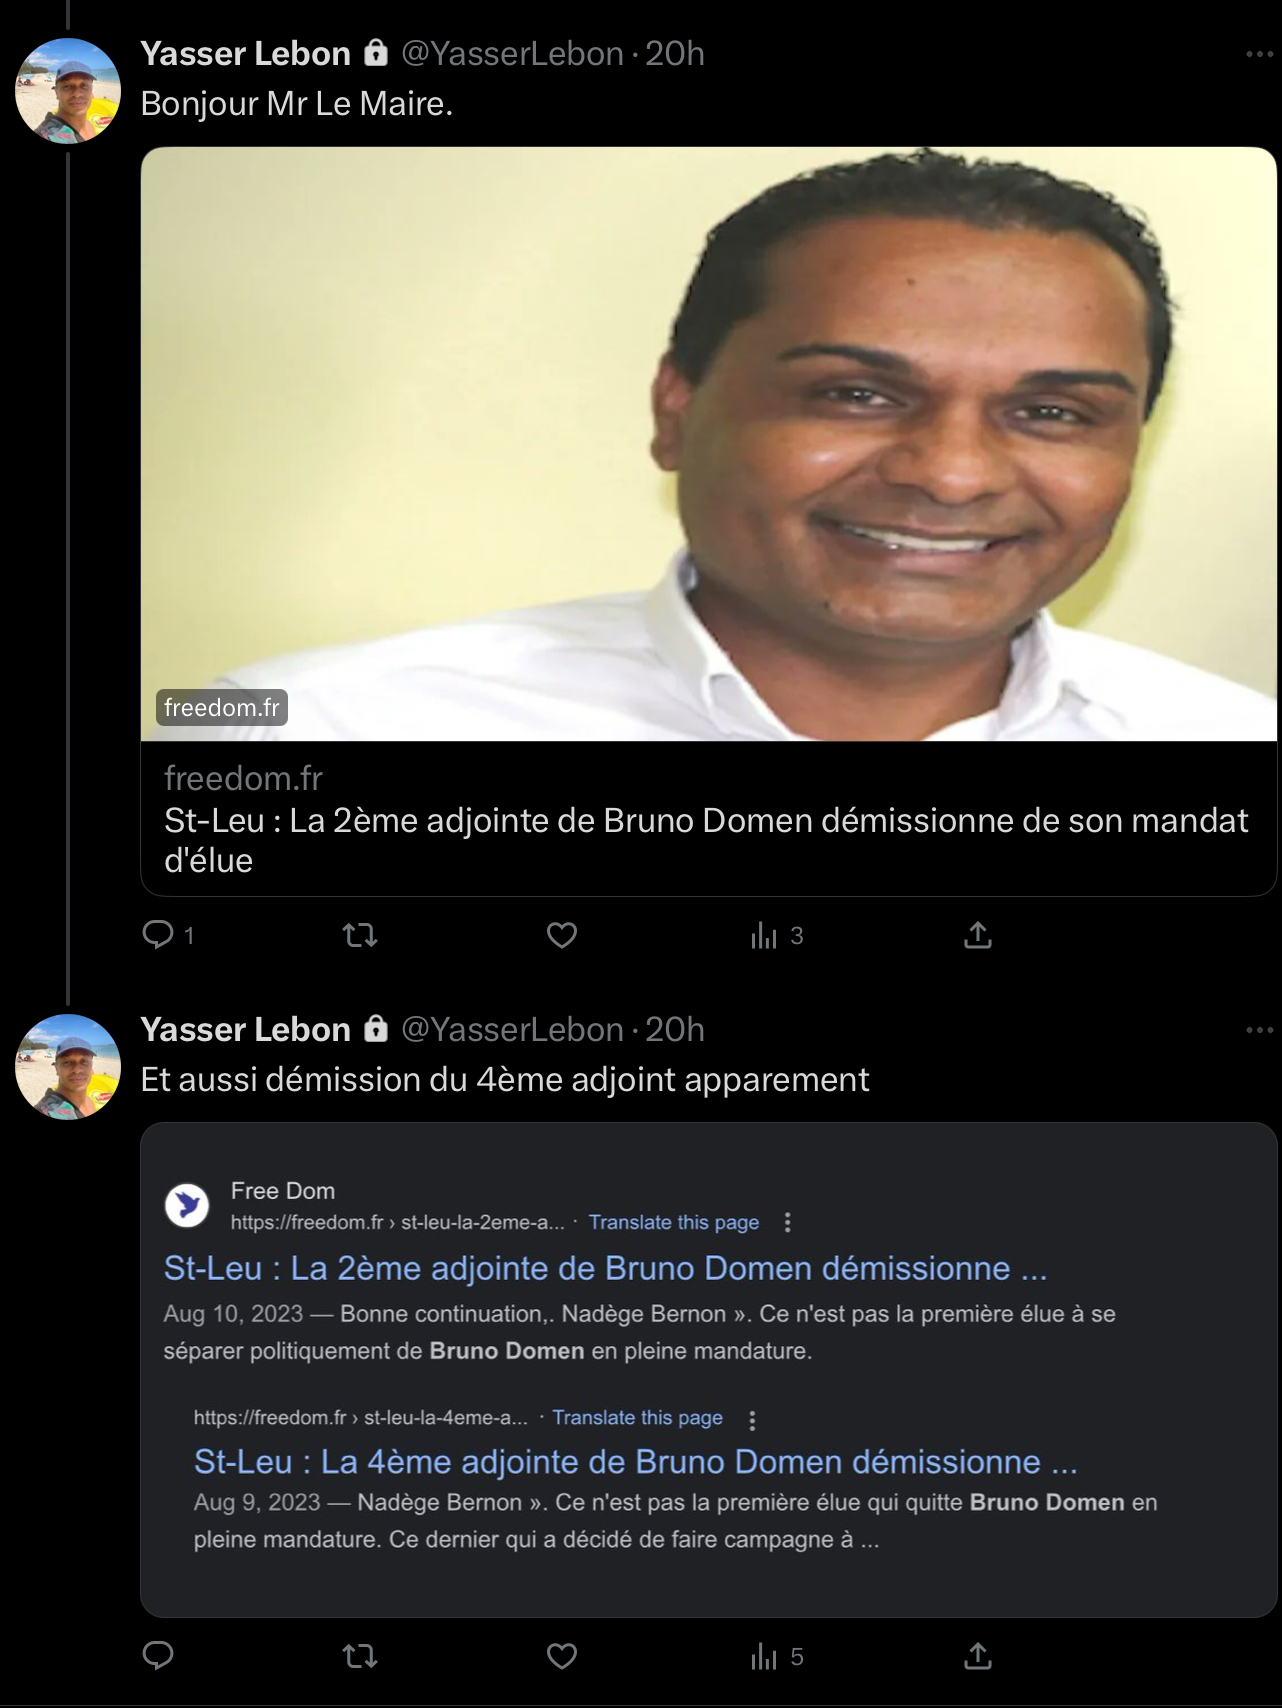 Yasser Lebon @YasserLebon · 20h
Bonjour Mr Le Maire.
freedom.fr
freedom.fr
St-Leu : La 2ème adjointe de Bruno Domen démissionne de son mandat
d'élue
1 3
Yasser Lebon @YasserLebon · 20h
Et aussi démission du 4ème adjoint apparement
Free Dom
https://freedom.fr › st-leu-la-2eme-a... · Translate this page
St-Leu : La 2ème adjointe de Bruno Domen démissionne ...
Aug 10, 2023 — Bonne continuation,. Nadège Bernon ». Ce n'est pas la première élue à se
séparer politiquement de Bruno Domen en pleine mandature.
https://freedom.fr › st-leu-la-4eme-a... · Translate this page
St-Leu : La 4ème adjointe de Bruno Domen démissionne ...
Aug 9, 2023 — Nadège Bernon ». Ce n'est pas la première élue qui quitte Bruno Domen en
pleine mandature. Ce dernier qui a décidé de faire campagne à ...
5